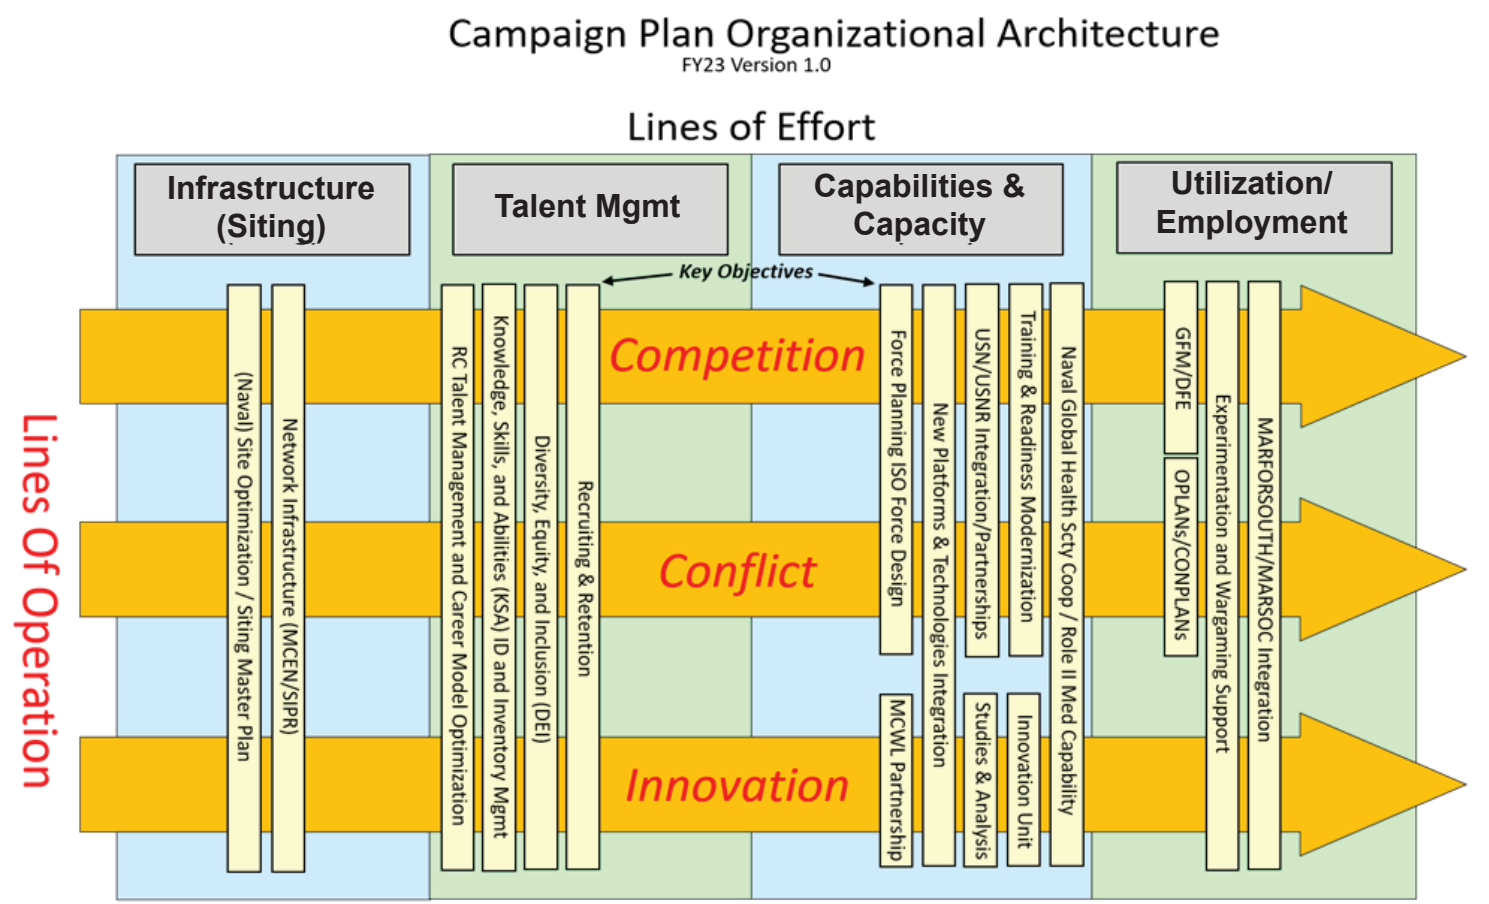 Campaign Plan Organizational Architecture
FY23 Version 1.0
Lines of Effort
Infrastructure
(Siting)
Talent Mgmt
Capabilities &
Capacity
Utilization/
Employment
Key Objectives
Lines Of Operation
Competition
Conflict
Innovation
(Naval) Site Optimization / Siting Master Plan
Network Infrastructure (MCEN/SIPR)
RC Talent Management and Career Model Optimization
Knowledge, Skills, and Abilities (KSA) ID and Inventory Mgmt
Diversity, Equity, and Inclusion (DEI)
Recruiting & Retention
Force Planning ISO Force Design
MCWL Partnership
New Platforms & Technologies Integration
USN/USNR Integration/Partnerships
Studies & Analysis
Training & Readiness Modernization
Innovation Unit
Naval Global Health Scty Coop / Role II Med Capability
GFM/DFE
OPLANs/CONPLANs
Experimentation and Wargaming Support
MARFORSOUTH/MARSOC Integration